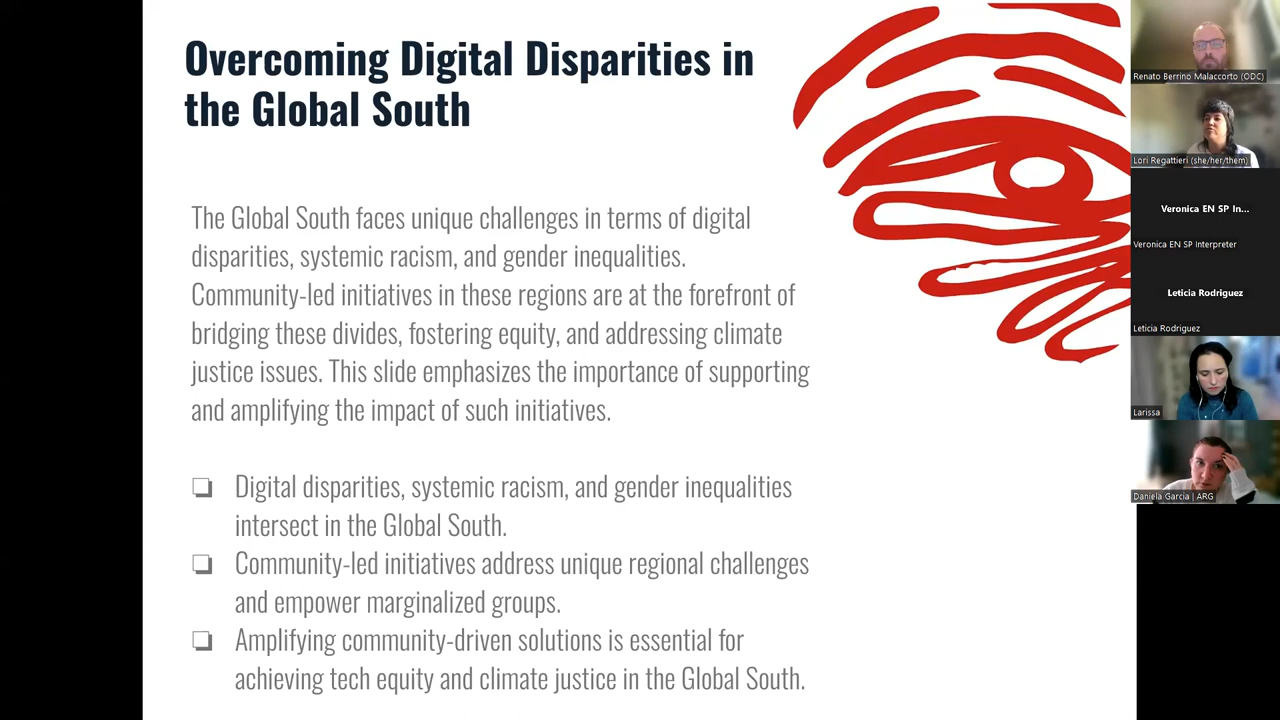 Overcoming Digital Disparities in
the Global South
The Global South faces unique challenges in terms of digital
disparities, systemic racism, and gender inequalities.
Community-led initiatives in these regions are at the forefront of
bridging these divides, fostering equity, and addressing climate
justice issues. This slide emphasizes the importance of supporting
and amplifying the impact of such initiatives.
Digital disparities, systemic racism, and gender inequalities
intersect in the Global South.
Community-led initiatives address unique regional challenges
and empower marginalized groups.
Amplifying community-driven solutions is essential for
achieving tech equity and climate justice in the Global South.
Renato Berrino Malaccorto (ODC)
Lori Regattieri (she/her/them)
Veronica EN SP In...
Veronica EN SP Interpreter
Leticia Rodriguez
Leticia Rodriguez
Larissa
Daniela Garcia | ARG